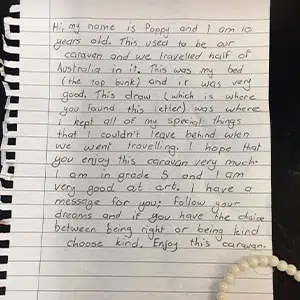 Hi, my name is Poppy and I am 10
years old. This used to be our
caravan and we travelled half of
Australia in it. This was my bed
(the top bunk) and it was very
good. This draw (which is where
you found this letter) was where
i kept all of my special things
that I couldn't leave behind when
we went travelling. I hope that
you enjoy this caravan very much.
I am in grade 5 and I am
very good at art. I have a
message for you: follow your
dreams and if you have the choice
between being right or being kind
choose kind. Enjoy this caravan.